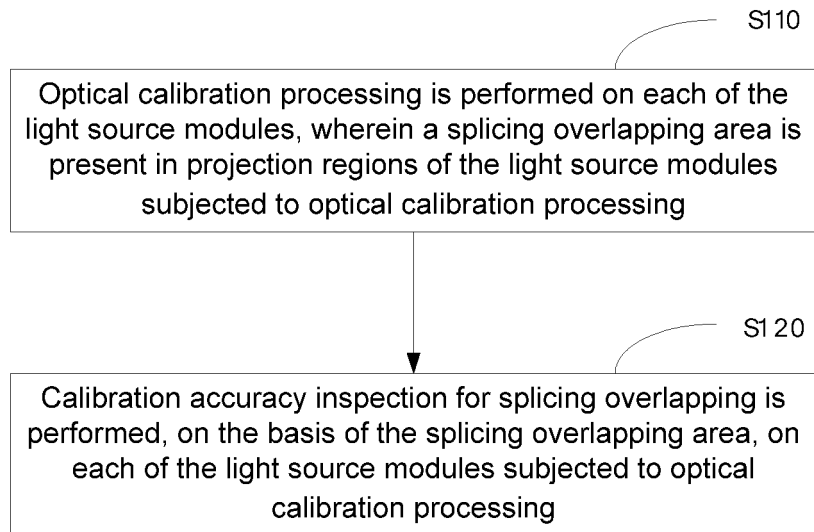 S110
Optical calibration processing is performed on each of the
light source modules, wherein a splicing overlapping area is
present in projection regions of the light source modules
subjected to optical calibration processing
S120
Calibration accuracy inspection for splicing overlapping is
performed, on the basis of the splicing overlapping area, on
each of the light source modules subjected to optical
calibration processing